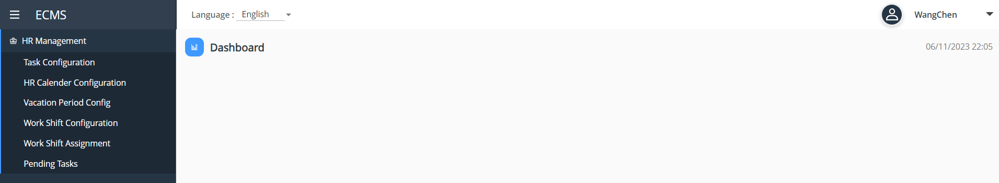 ECMS
Language : English
WangChen
HR Management
Task Configuration
HR Calender Configuration
Vacation Period Config
Work Shift Configuration
Work Shift Assignment
Pending Tasks
Dashboard
06/11/2023 22:05